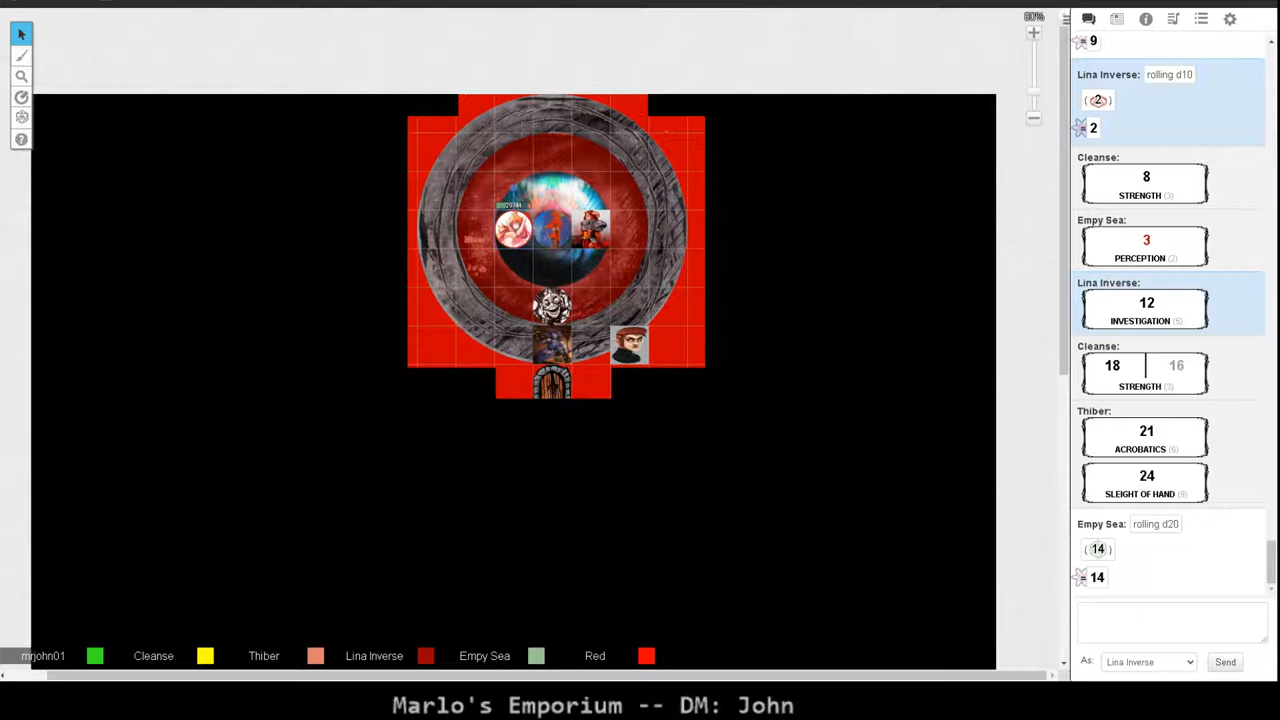 80%
9
Lina Inverse: rolling d10
(2)
= 2
Cleanse:
8
STRENGTH (3)
Empy Sea:
3
PERCEPTION (2)
Lina Inverse:
12
INVESTIGATION (5)
Cleanse:
18 16
STRENGTH (3)
Thiber:
21
ACROBATICS (6)
24
SLEIGHT OF HAND (9)
Empy Sea: rolling d20
(14)
= 14
As: Lina Inverse Send
mrjohn01 Cleanse Thiber Lina Inverse Empy Sea Red
Marlo's Emporium -- DM: John